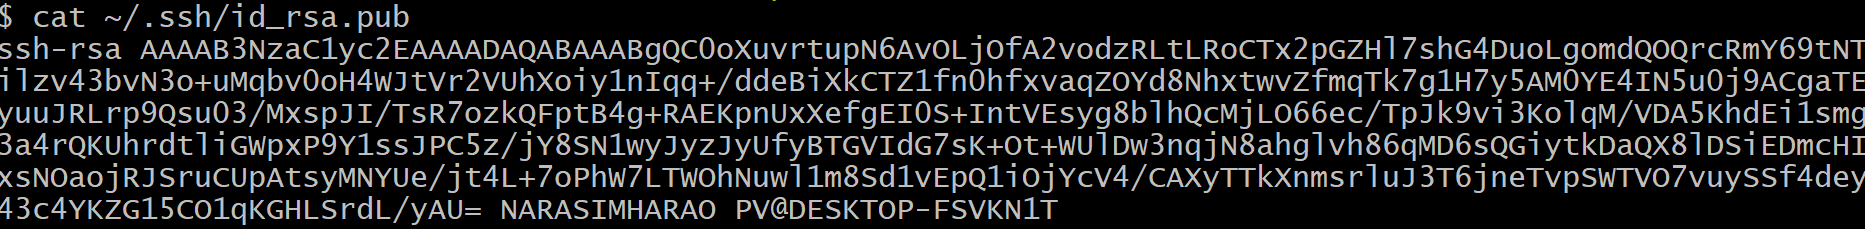 $ cat ~/.ssh/id_rsa.pub
ssh-rsa AAAAB3NzaC1yc2EAAAADAQABAAABgQC0oXuvrtupN6AvOLjOfA2vodzRLtLRoCTx2pGZHl7shG4DuoLgomdQOQrcRmY69tNT
ilzv43bvN3o+uMqbv0oH4WJtVr2VUhXoiy1nIqq+/ddeBiXkCTZ1fn0hfxvaqZOYd8NhxtwvZfmqTk7g1H7y5AM0YE4IN5u0j9ACgaTE
yuuJRLrp9Qsu03/MxspJI/TsR7ozkQFptB4g+RAEKpnUxXefgEI0S+IntVEsyg8blhQcMjLO66ec/TpJk9vi3KolqM/VDA5KhdEi1smg
3a4rQKUhrdtliGWpxP9Y1ssJPC5z/jY8SN1wyJyzJyUfyBTGVIdG7sK+Ot+WUlDw3nqjN8ahglvh86qMD6sQGiytkDaQX8lDSiEDmcHI
xsNOaojRJSruCUpAtsyMNYUe/jt4L+7oPhW7LTWOhNuwl1m8Sd1vEpQ1iOjYcV4/CAXyTTkXnmsrluJ3T6jneTvpSWTVO7vuySSf4dey
43c4YKZG15CO1qKGHLSrdL/yAU= NARASIMHARAO PV@DESKTOP-FSVKN1T